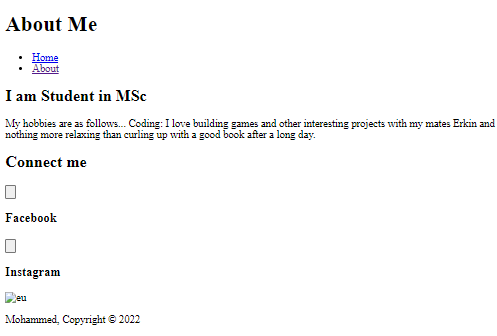 About Me
Home
About
I am Student in MSc
My hobbies are as follows... Coding: I love building games and other interesting projects with my mates Erkin and
nothing more relaxing than curling up with a good book after a long day.
Connect me
Facebook
Instagram
eu
Mohammed, Copyright © 2022